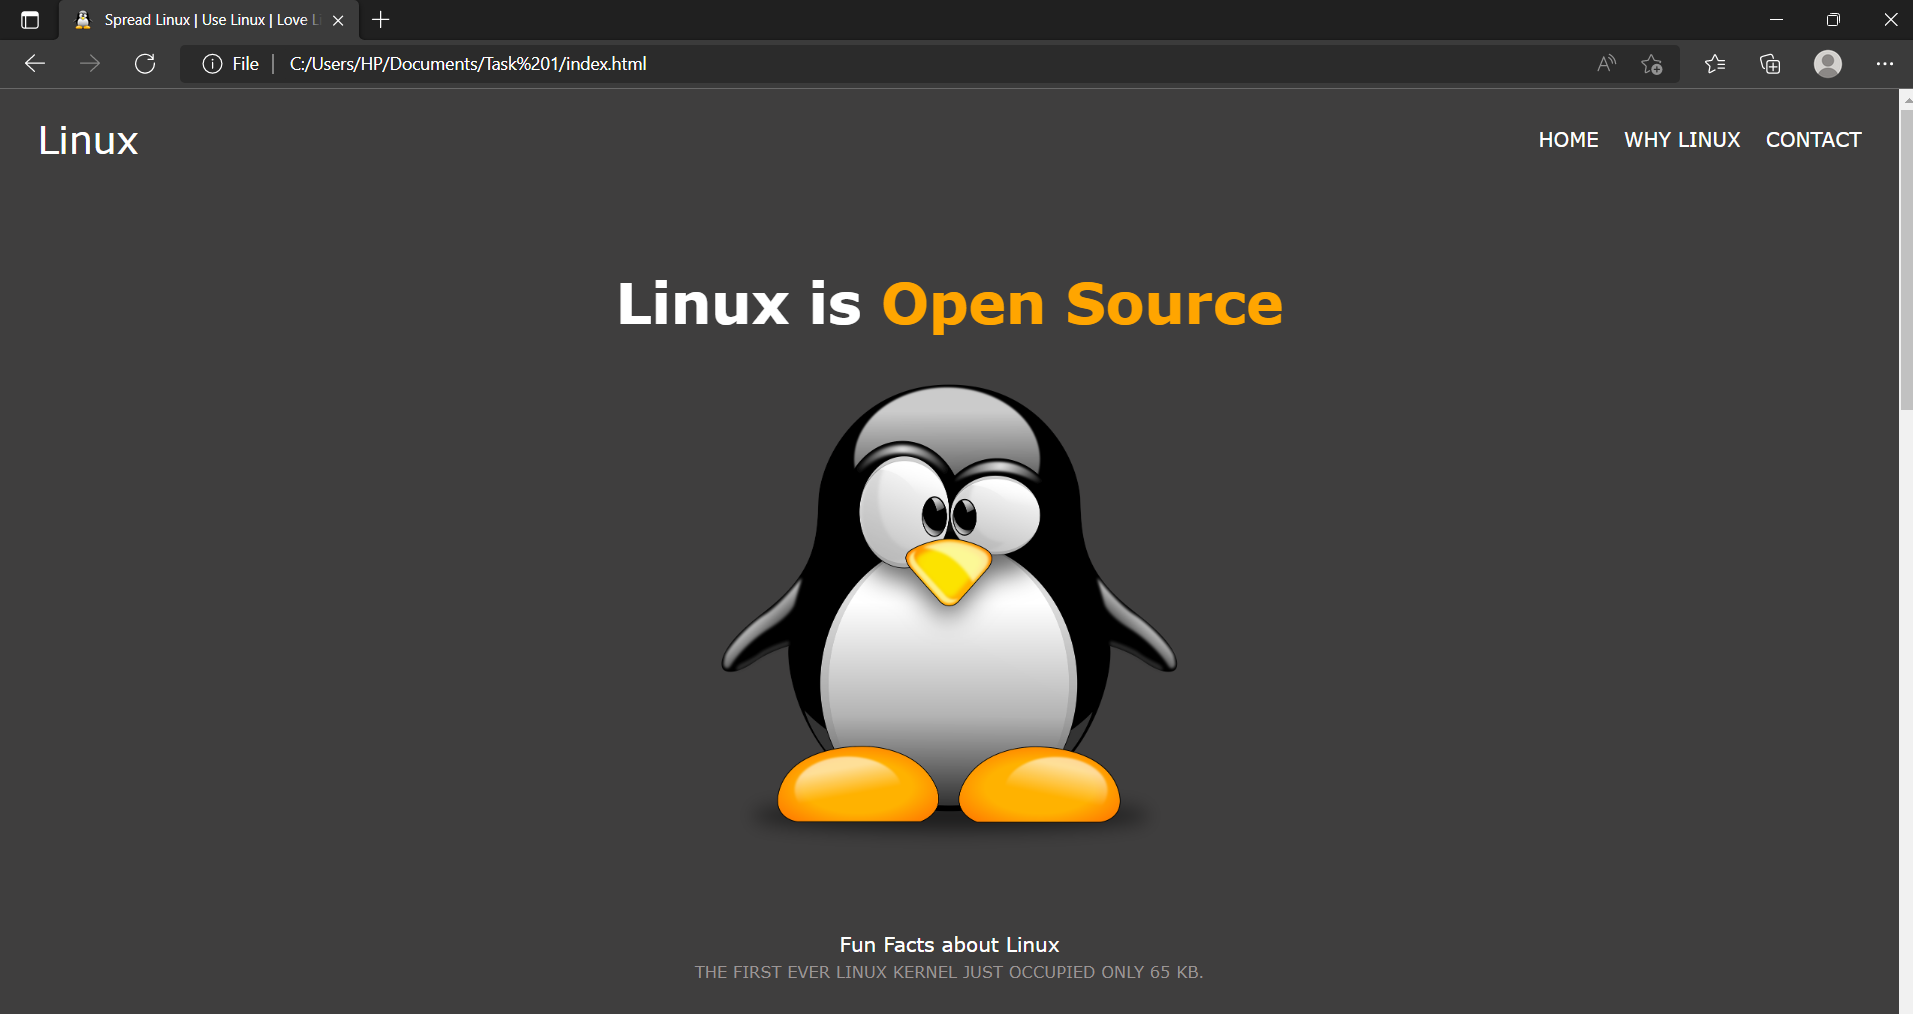 Spread Linux | Use Linux | Love L
File | C:/Users/HP/Documents/Task%201/index.html
Linux
HOME WHY LINUX CONTACT
Linux is Open Source
Fun Facts about Linux
THE FIRST EVER LINUX KERNEL JUST OCCUPIED ONLY 65 KB.